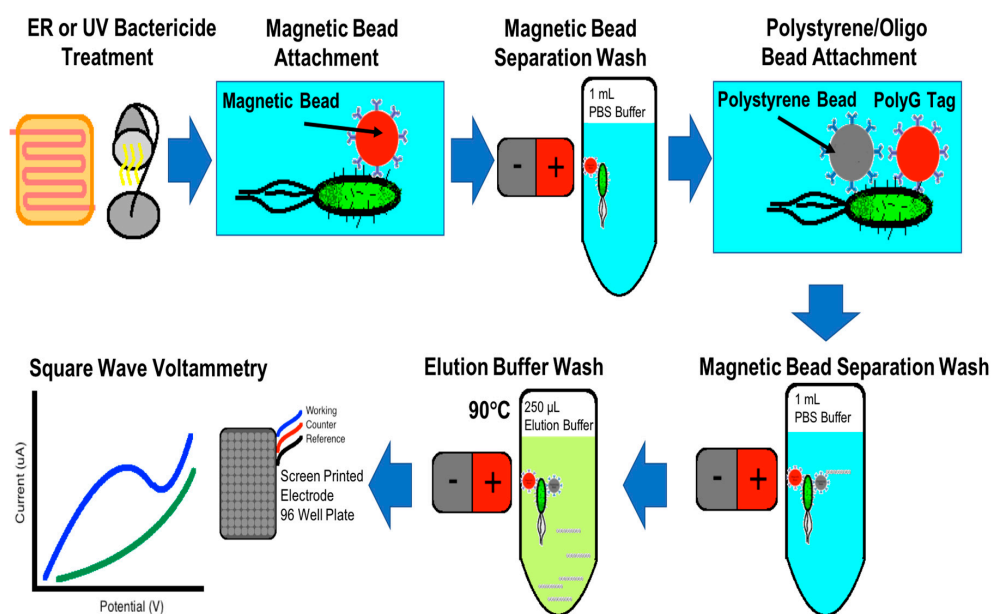 ER or UV Bactericide
Treatment
Magnetic Bead
Attachment
Magnetic Bead
Magnetic Bead
Separation Wash
1 mL
PBS Buffer
- +
Polystyrene/Oligo
Bead Attachment
Polystyrene Bead
PolyG Tag
Magnetic Bead Separation Wash
1 mL
PBS Buffer
- +
Elution Buffer Wash
90°C
250 µL
Elution Buffer
- +
Square Wave Voltammetry
Working
Counter
Reference
Screen Printed
Electrode
96 Well Plate
Current (uA)
Potential (V)